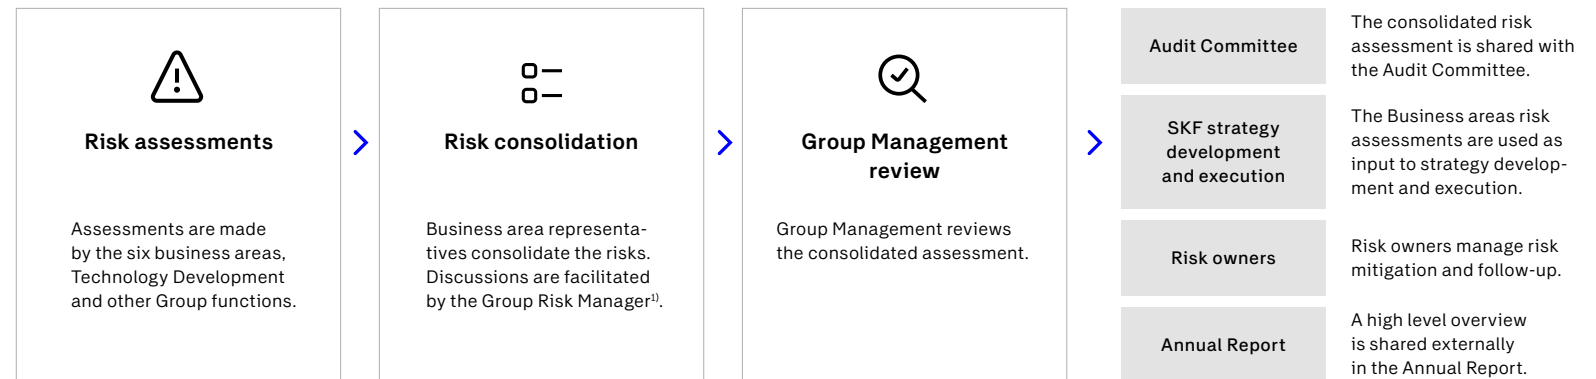 Risk assessments
Assessments are made
by the six business areas,
Technology Development
and other Group functions.
Risk consolidation
Business area representa-
tives consolidate the risks.
Discussions are facilitated
by the Group Risk Manager1).
Group Management
review
Group Management reviews
the consolidated assessment.
Audit Committee
The consolidated risk
assessment is shared with
the Audit Committee.
SKF strategy
development
and execution
The Business areas risk
assessments are used as
input to strategy develop-
ment and execution.
Risk owners
Risk owners manage risk
mitigation and follow-up.
Annual Report
A high level overview
is shared externally
in the Annual Report.